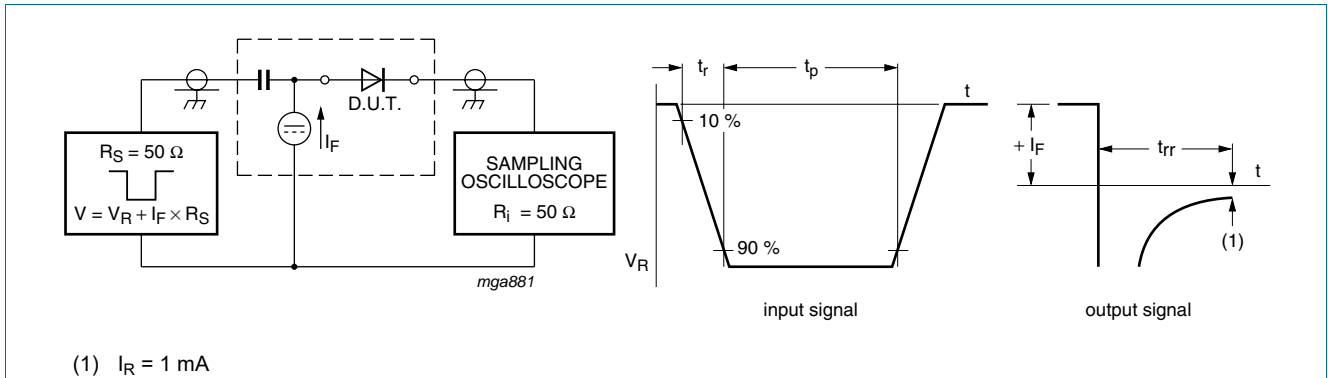 R_S = 50 Ω
V = V_R + I_F × R_S
D.U.T.
I_F
SAMPLING
OSCILLOSCOPE
R_i = 50 Ω
mga881
t_r
t_p
t
10 %
90 %
V_R
input signal
+ I_F
t_rr
t
(1)
output signal
(1) I_R = 1 mA